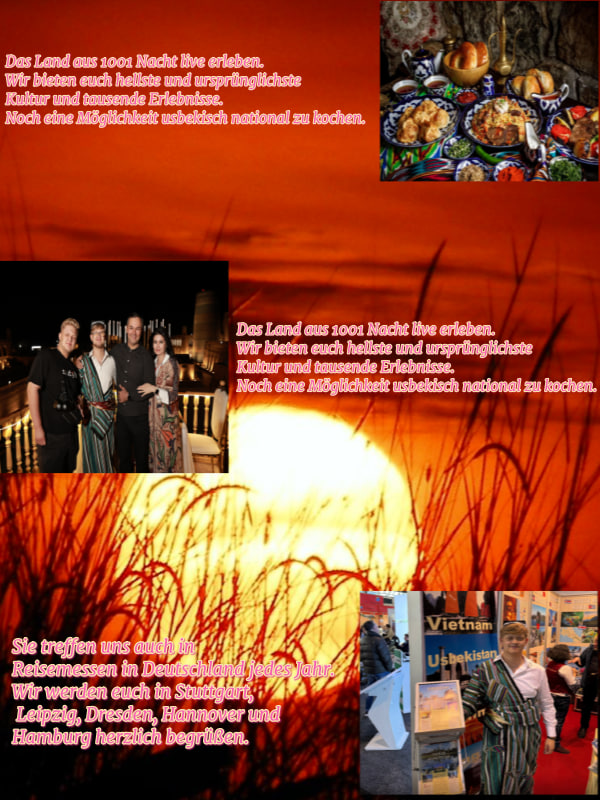 Das Land aus 1001 Nacht live erleben.
Wir bieten euch hellste und ursprünglichste
Kultur und tausende Erlebnisse.
Noch eine Möglichkeit usbekisch national zu kochen.
Das Land aus 1001 Nacht live erleben.
Wir bieten euch hellste und ursprünglichste
Kultur und tausende Erlebnisse.
Noch eine Möglichkeit usbekisch national zu kochen.
Vietnam
Usbekistan
Sie treffen uns auch in
Reisemessen in Deutschland jedes Jahr.
Wir werden euch in Stuttgart,
Leipzig, Dresden, Hannover und
Hamburg herzlich begrüßen.